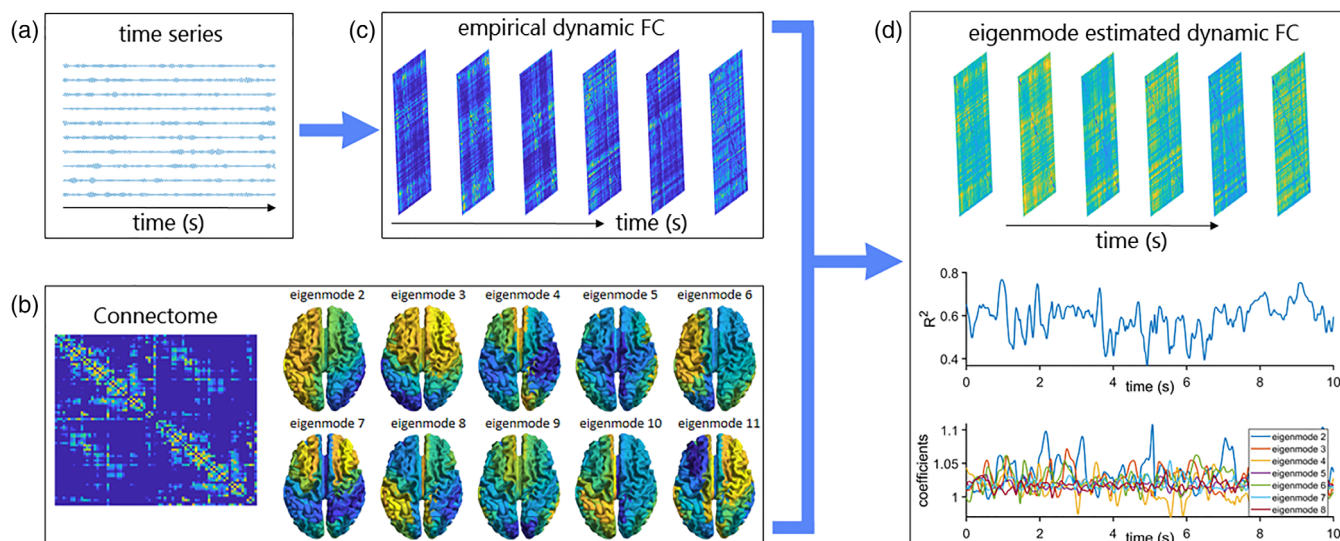 (a)
time series
time (s)
(c)
empirical dynamic FC
time (s)
(b)
Connectome
eigenmode 2
eigenmode 3
eigenmode 4
eigenmode 5
eigenmode 6
eigenmode 7
eigenmode 8
eigenmode 9
eigenmode 10
eigenmode 11
(d)
eigenmode estimated dynamic FC
time (s)
R²
0.8
0.6
0.4
0 2 4 6 8 10
time (s)
coefficients
1.1
1.05
1
eigenmode 2
eigenmode 3
eigenmode 4
eigenmode 5
eigenmode 6
eigenmode 7
eigenmode 8
0 2 4 6 8 10
time (s)